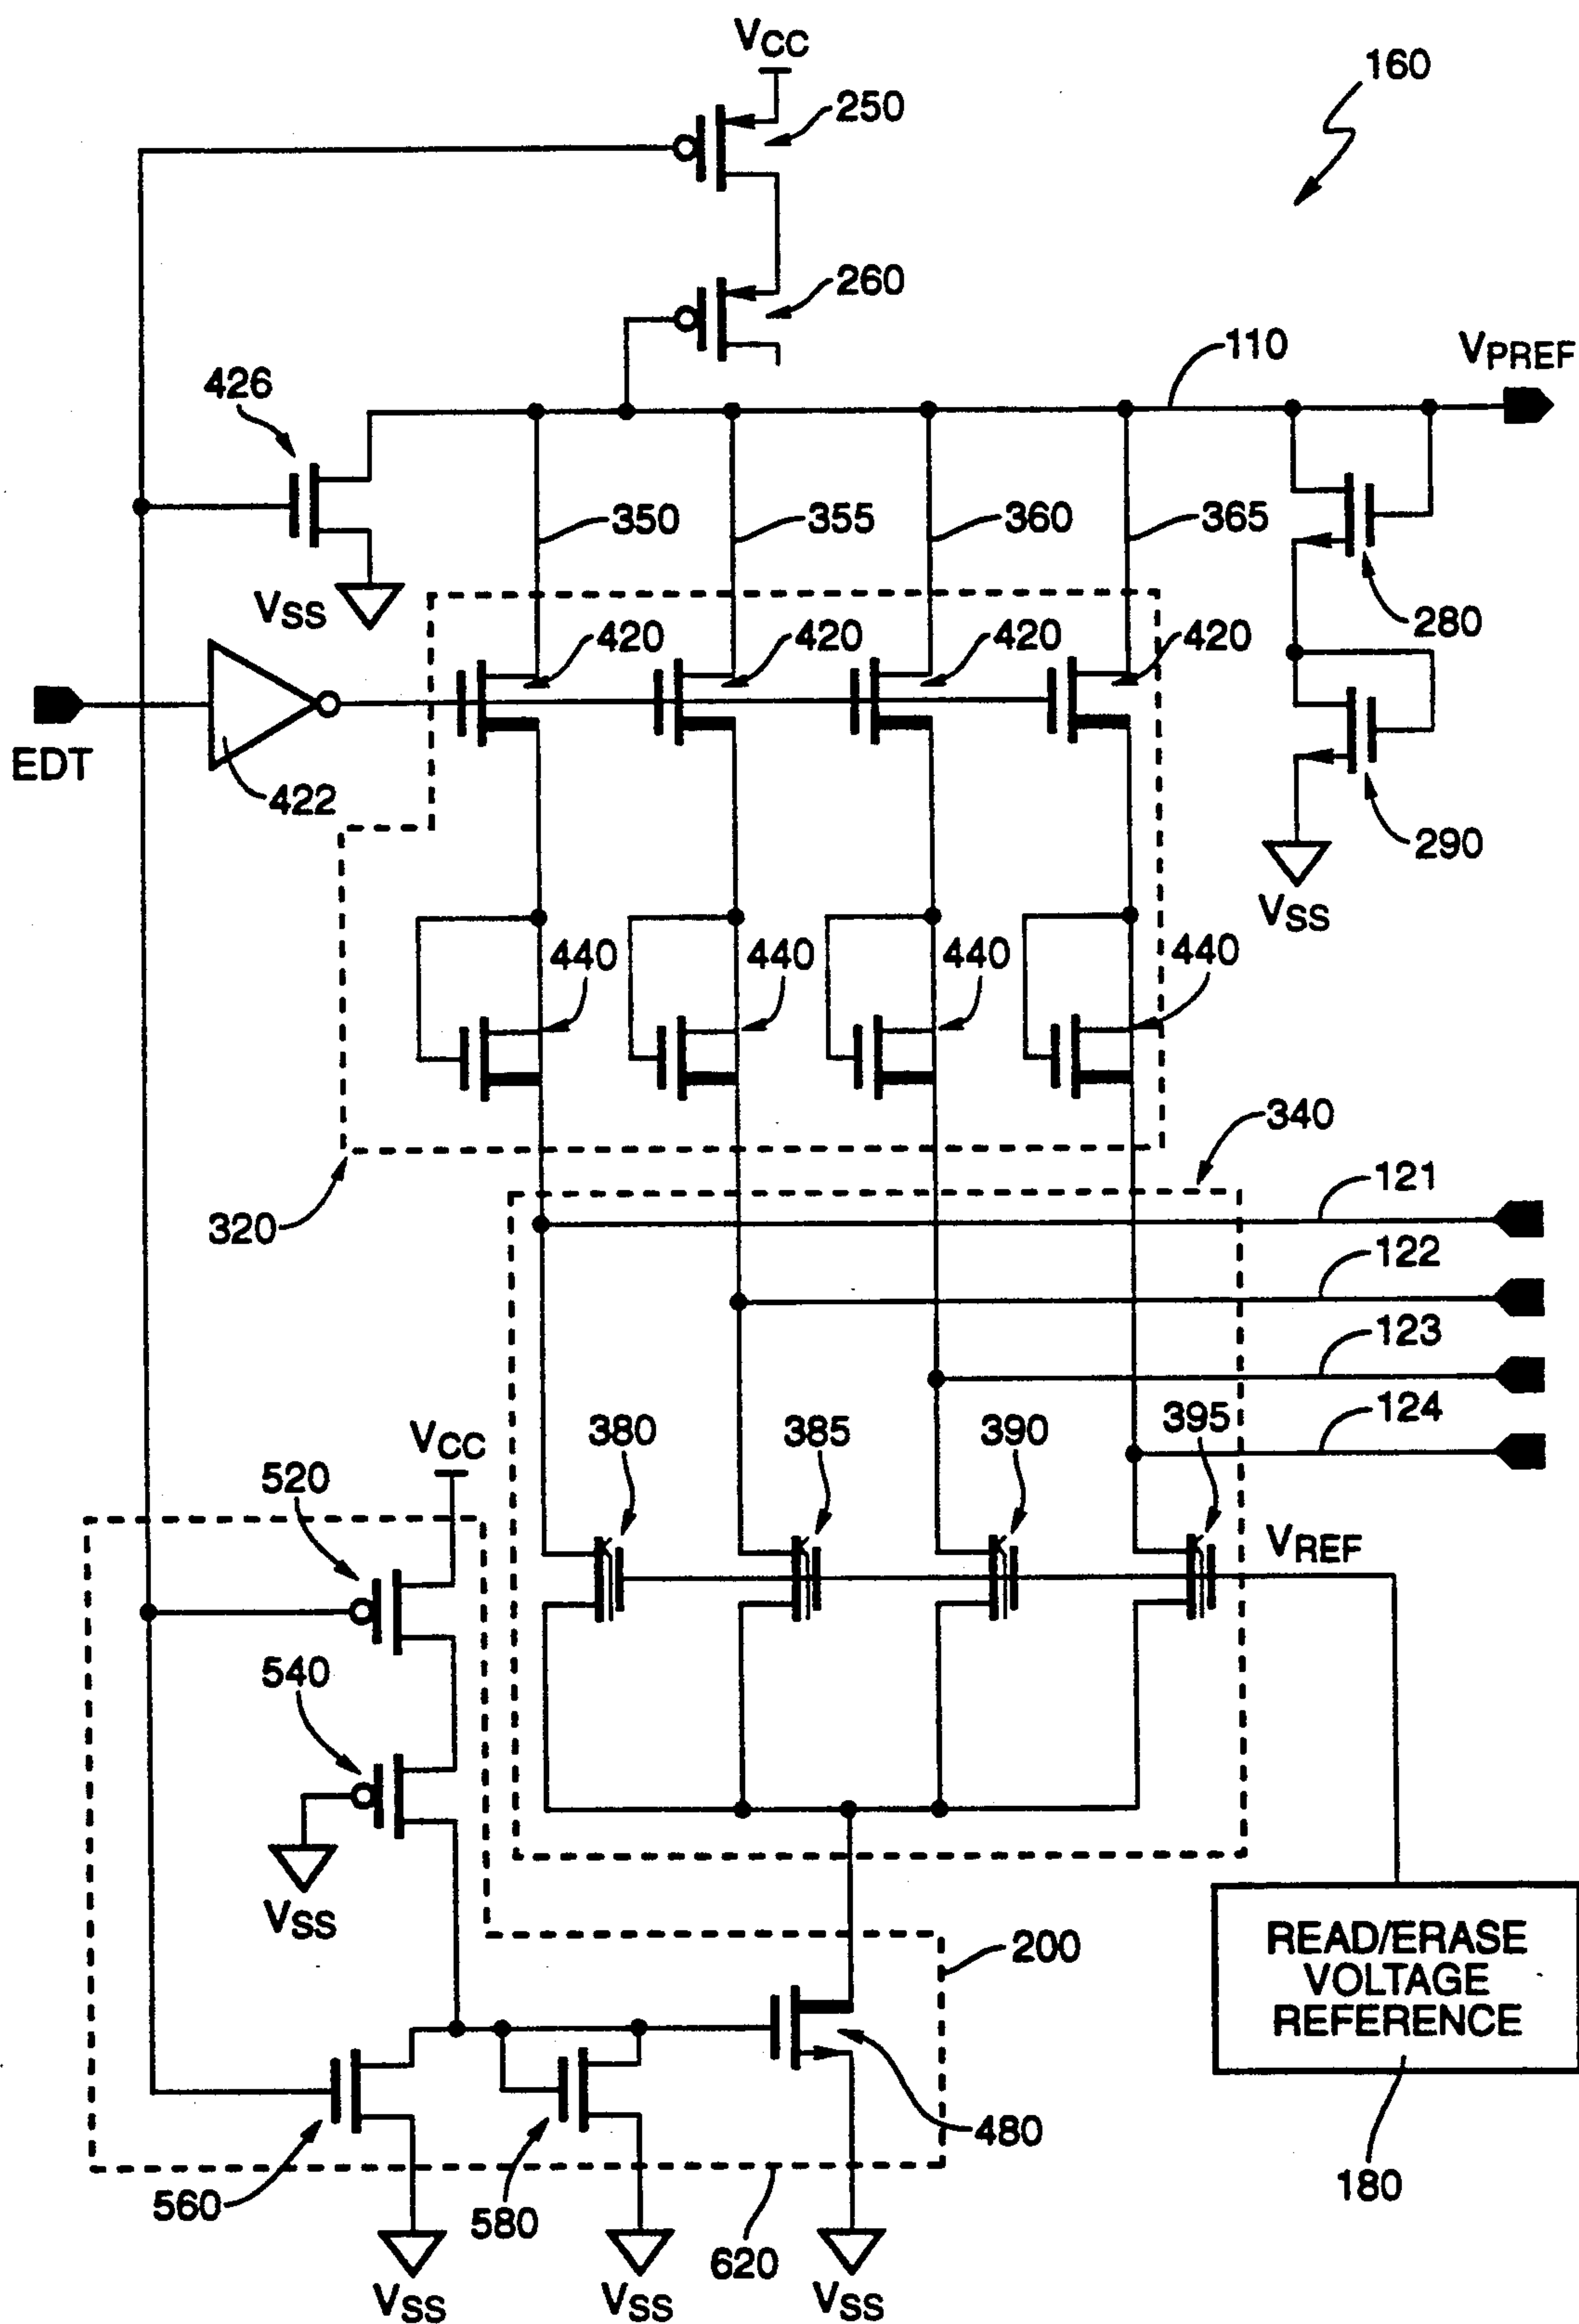 VCC
160
250
260
110
VPREF
426
350
355
360
365
VSS
280
420
420
420
420
EDT
422
290
VSS
440
440
440
440
340
320
121
122
123
124
380
385
390
395
VCC
520
VREF
540
VSS
200
READ/ERASE
VOLTAGE
REFERENCE
480
560
580
620
180
VSS
VSS
VSS